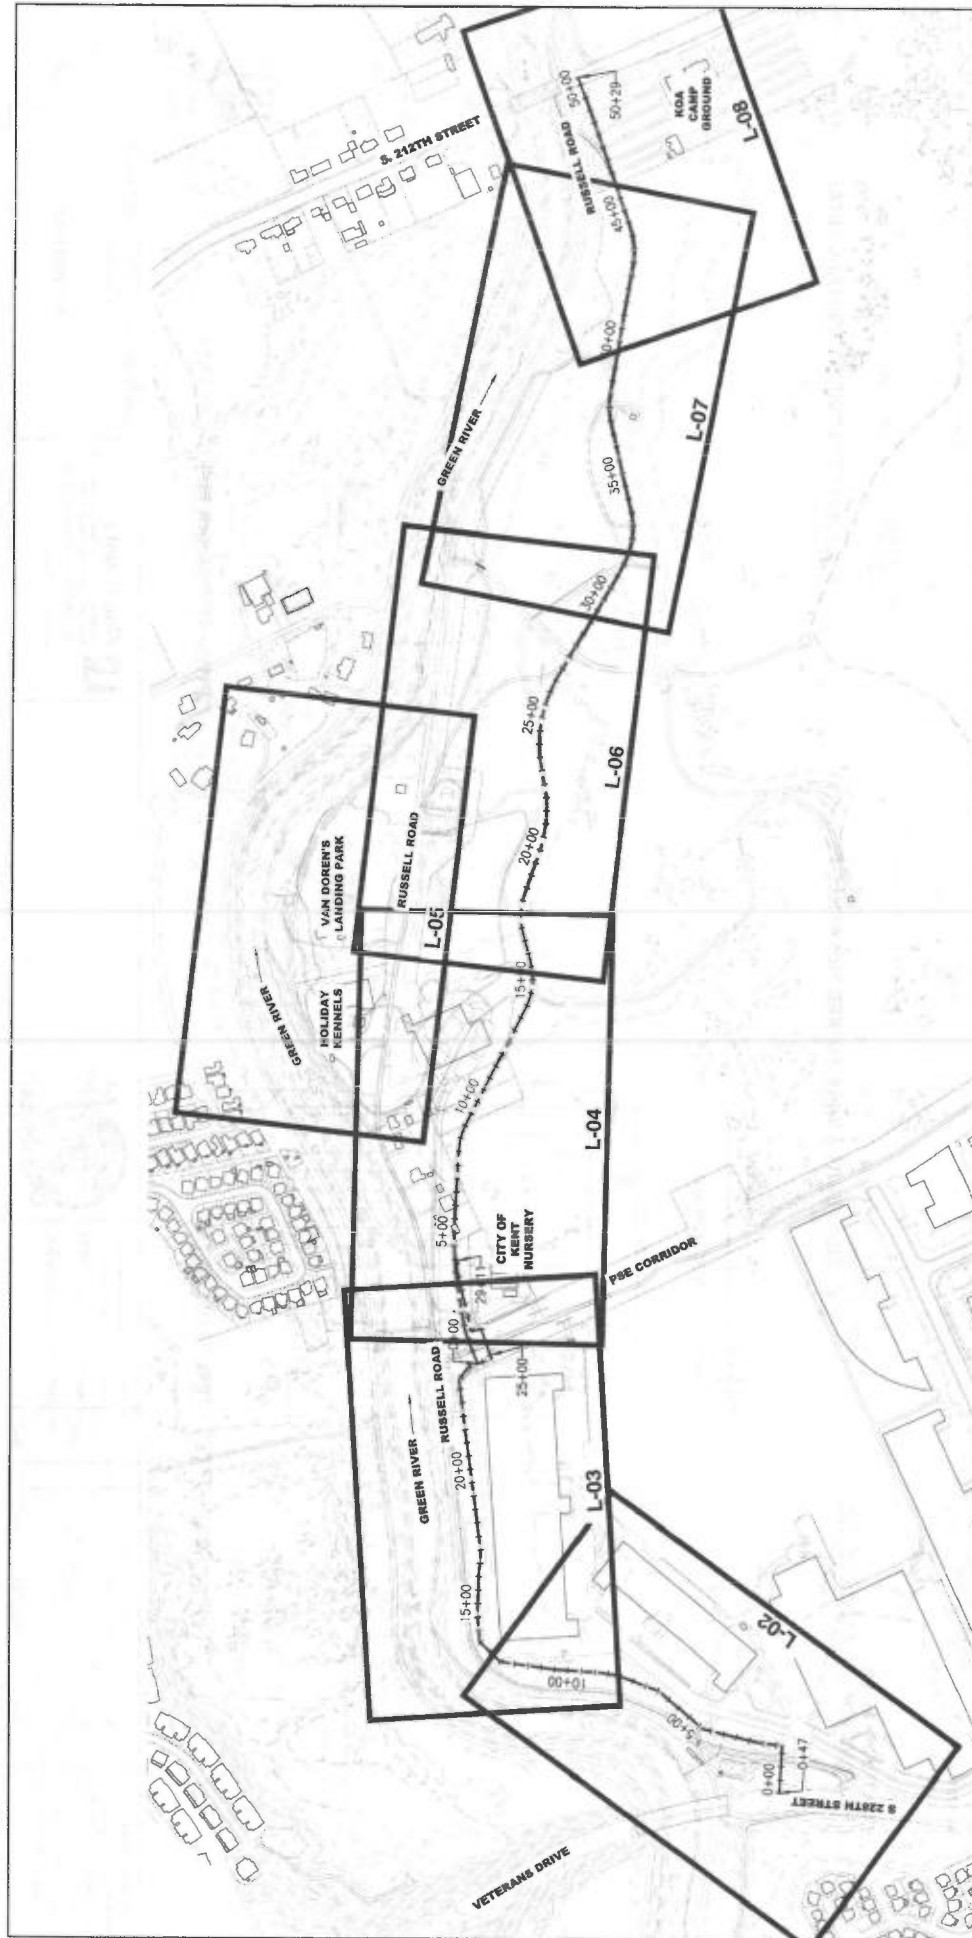 50+00
50+29
KOA
CAMP
GROUND
L-08
S. 212TH STREET
RUSSELL ROAD
45+00
0+00
GREEN RIVER
L-07
35+00
30+00
25+00
L-06
20+00
VAN DOREN'S
LANDING PARK
RUSSELL ROAD
L-05
GREEN RIVER
HOLIDAY
KENNELS
10+00
L-04
5+00
CITY OF
KENT
NURSERY
PSE CORRIDOR
00
RUSSELL ROAD
25+00
GREEN RIVER
20+00
L-03
15+00
L-02
10+00
5+00
0+00
0+47
S 228TH STREET
VETERANS DRIVE